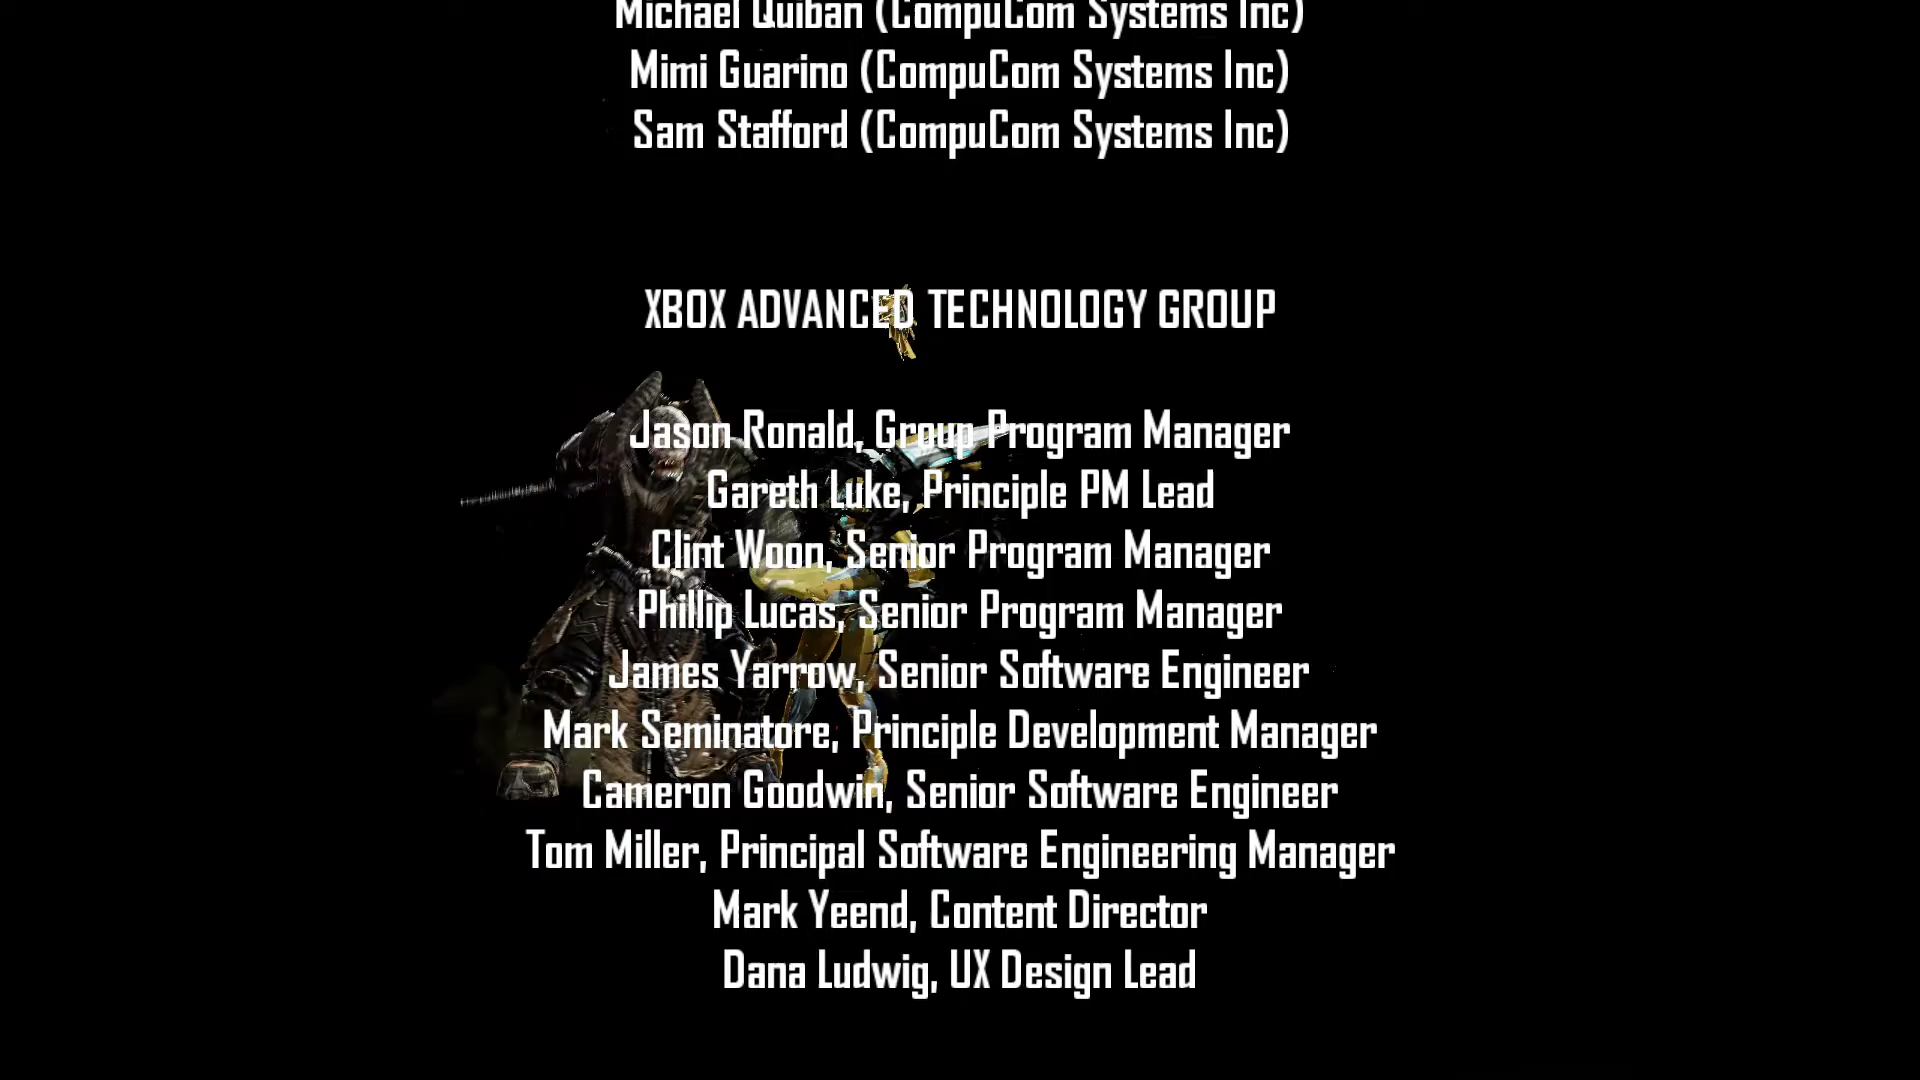 Michael Quiban (CompuCom Systems Inc)
Mimi Guarino (CompuCom Systems Inc)
Sam Stafford (CompuCom Systems Inc)
XBOX ADVANCED TECHNOLOGY GROUP
Jason Ronald, Group Program Manager
Gareth Luke, Principle PM Lead
Clint Woon, Senior Program Manager
Phillip Lucas, Senior Program Manager
James Yarrow, Senior Software Engineer
Mark Seminatore, Principle Development Manager
Cameron Goodwin, Senior Software Engineer
Tom Miller, Principal Software Engineering Manager
Mark Yeend, Content Director
Dana Ludwig, UX Design Lead